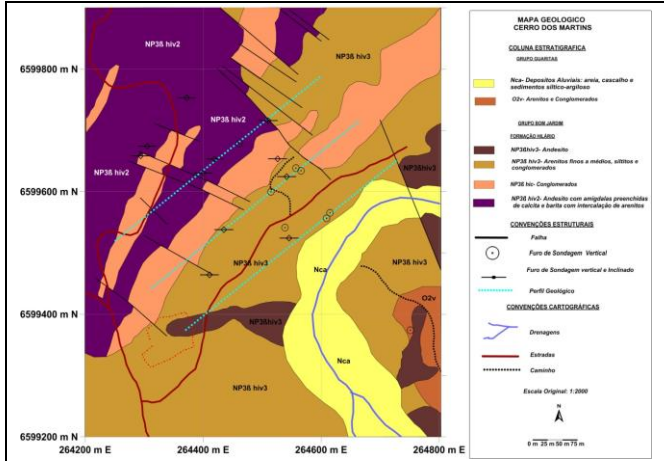 6599800 m N
6599600 m N
6599400 m N
6599200 m N
264200 m E
264400 m E
264600 m E
264800 m E
NP3ß hiv2
NP3ß hiv3
NP3ß hiv2
NP3ß hiv2
NP3ßhiv3
Nca
NP3ß hiv3
NP3ß hiv3
O2v
NP3ßhiv3
Nca
NP3ß hiv3
MAPA GEOLOGICO
CERRO DOS MARTINS
COLUNA ESTRATIGRAFICA
GRUPO GUARITAS
Nca- Depositos Aluviais: areia, cascalho e
sedimentos síltico-argiloso
O2v- Arenitos e Conglomerados
GRUPO BOM JARDIM
FORMAÇÃO HILÁRIO
NP3ßhiv3- Andesito
NP3ß hiv3- Arenitos finos e médios, siltitos e
conglomerados
NP3ß hic- Conglomerados
NP3ß hiv2- Andesito com amígdalas preenchidas
de calcita e barita com intercalação de arenitos
CONVENÇÕES ESTRUTURAIS
Falha
Furo de Sondagem Vertical
Furo de Sondagem vertical e Inclinado
Perfil Geológico
CONVENÇÕES CARTOGRÁFICAS
Drenagens
Estradas
Caminho
Escala Original: 1:2000
N
0 m 25 m 50 m 75 m